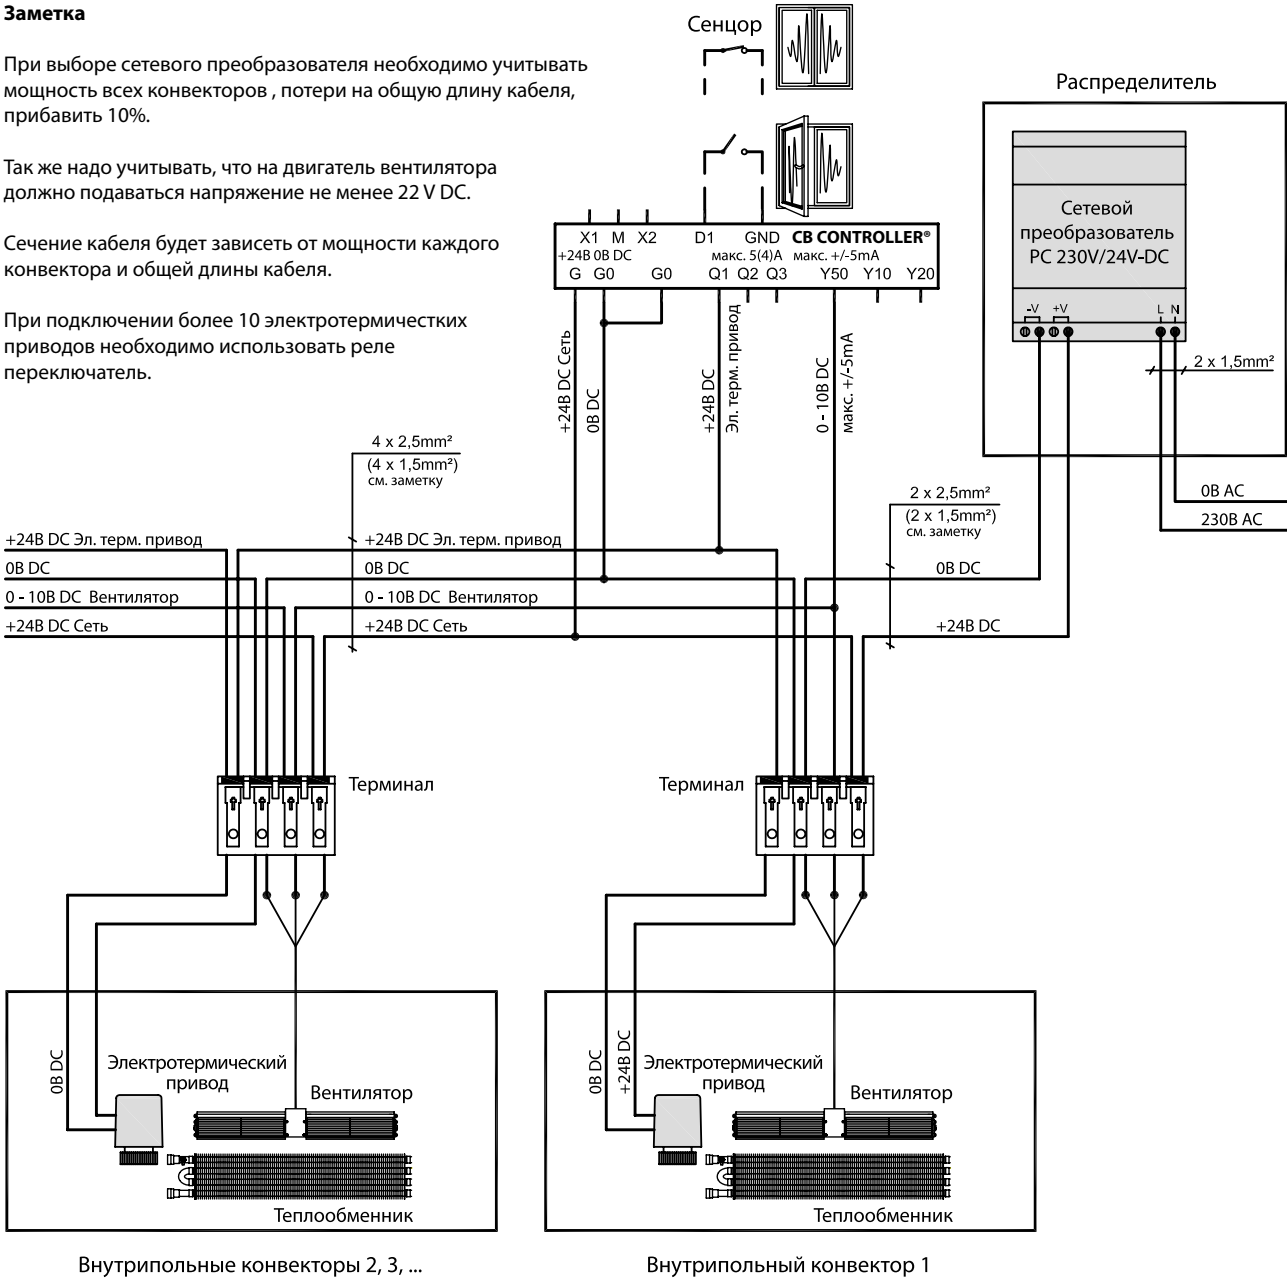 Заметка
При выборе сетевого преобразователя необходимо учитывать
мощность всех конвекторов , потери на общую длину кабеля,
прибавить 10%.
Так же надо учитывать, что на двигатель вентилятора
должно подаваться напряжение не менее 22 V DC.
Сечение кабеля будет зависеть от мощности каждого
конвектора и общей длины кабеля.
При подключении более 10 электротермичестких
приводов необходимо использовать реле
переключатель.
Сенцор
Распределитель
Сетевой
преобразователь
PC 230V/24V-DC
-V +V L N
2 x 1,5mm²
X1 M X2 D1 GND CB CONTROLLER®
+24В 0В DC макс. 5(4)A макс. +/-5mA
G G0 G0 Q1 Q2 Q3 Y50 Y10 Y20
+24В DC Сеть
0В DC
+24В DC
Эл. терм. привод
0 - 10В DC
макс. +/-5mA
4 x 2,5mm²
(4 x 1,5mm²)
см. заметку
2 x 2,5mm²
(2 x 1,5mm²)
см. заметку
0В AC
230В AC
+24В DC Эл. терм. привод
+24В DC Эл. терм. привод
0В DC
0В DC
0В DC
0 - 10В DC Вентилятор
0 - 10В DC Вентилятор
+24В DC Сеть
+24В DC Сеть
+24В DC
Терминал
Терминал
0В DC
Электротермический
привод
Вентилятор
Теплообменник
0В DC
+24В DC
Электротермический
привод
Вентилятор
Теплообменник
Внутрипольные конвекторы 2, 3, ...
Внутрипольный конвектор 1